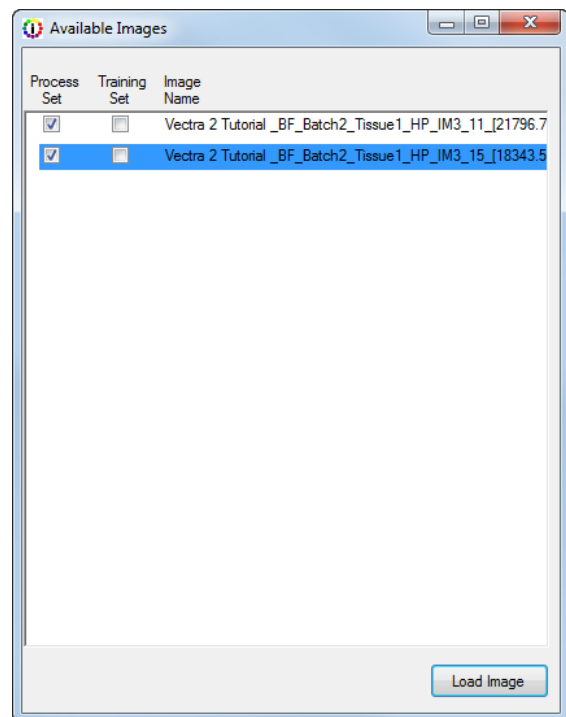 Available Images
Process Training Image
Set Set Name
Vectra 2 Tutorial _BF_Batch2_Tissue1_HP_IM3_11_[21796.7
Vectra 2 Tutorial _BF_Batch2_Tissue1_HP_IM3_15_[18343.5
Load Image